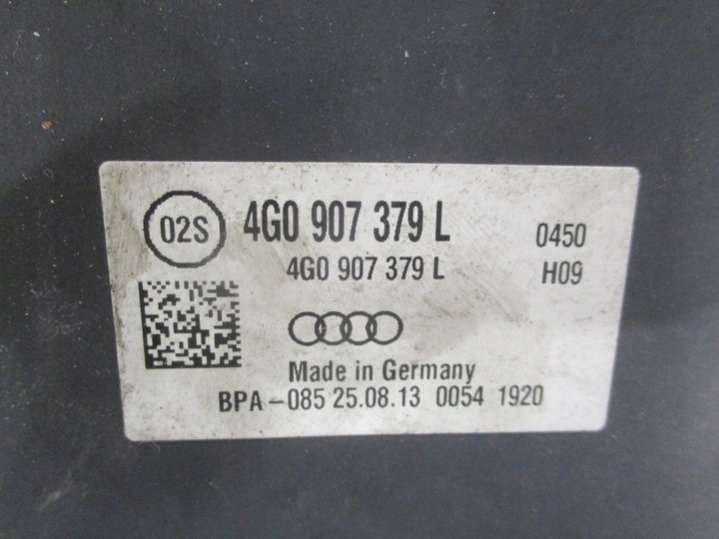 02S 4G0 907 379 L 0450
4G0 907 379 L H09
Made in Germany
BPA-085 25.08.13 0054 1920